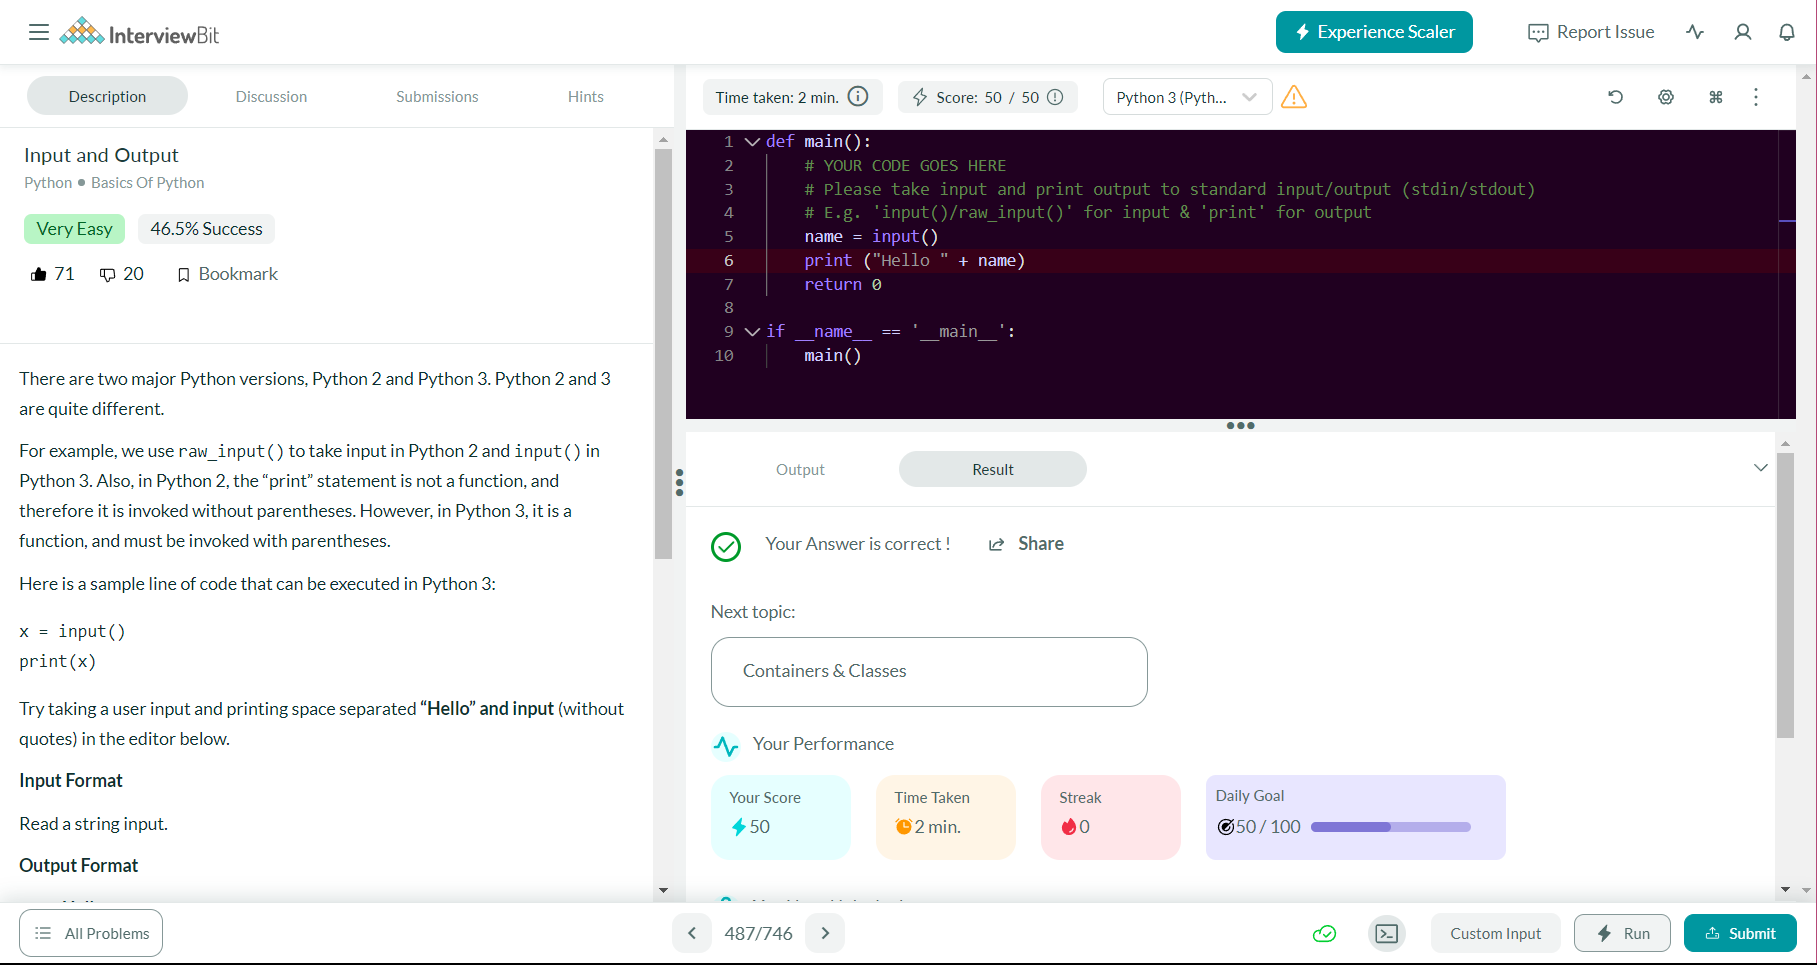 InterviewBit
Experience Scaler
Report Issue
Description
Discussion
Submissions
Hints
Input and Output
Python • Basics Of Python
Very Easy
46.5% Success
71
20
Bookmark
There are two major Python versions, Python 2 and Python 3. Python 2 and 3
are quite different.
For example, we use raw_input() to take input in Python 2 and input() in
Python 3. Also, in Python 2, the “print” statement is not a function, and
therefore it is invoked without parentheses. However, in Python 3, it is a
function, and must be invoked with parentheses.
Here is a sample line of code that can be executed in Python 3:
x = input()
print(x)
Try taking a user input and printing space separated “Hello” and input (without
quotes) in the editor below.
Input Format
Read a string input.
Output Format
All Problems
Time taken: 2 min.
Score: 50 / 50
Python 3 (Pyth...
1 def main():
2 # YOUR CODE GOES HERE
3 # Please take input and print output to standard input/output (stdin/stdout)
4 # E.g. 'input()/raw_input()' for input & 'print' for output
5 name = input()
6 print ("Hello " + name)
7 return 0
8
9 if __name__ == '__main__':
10 main()
Output
Result
Your Answer is correct !
Share
Next topic:
Containers & Classes
Your Performance
Your Score
50
Time Taken
2 min.
Streak
0
Daily Goal
50 / 100
487/746
Custom Input
Run
Submit